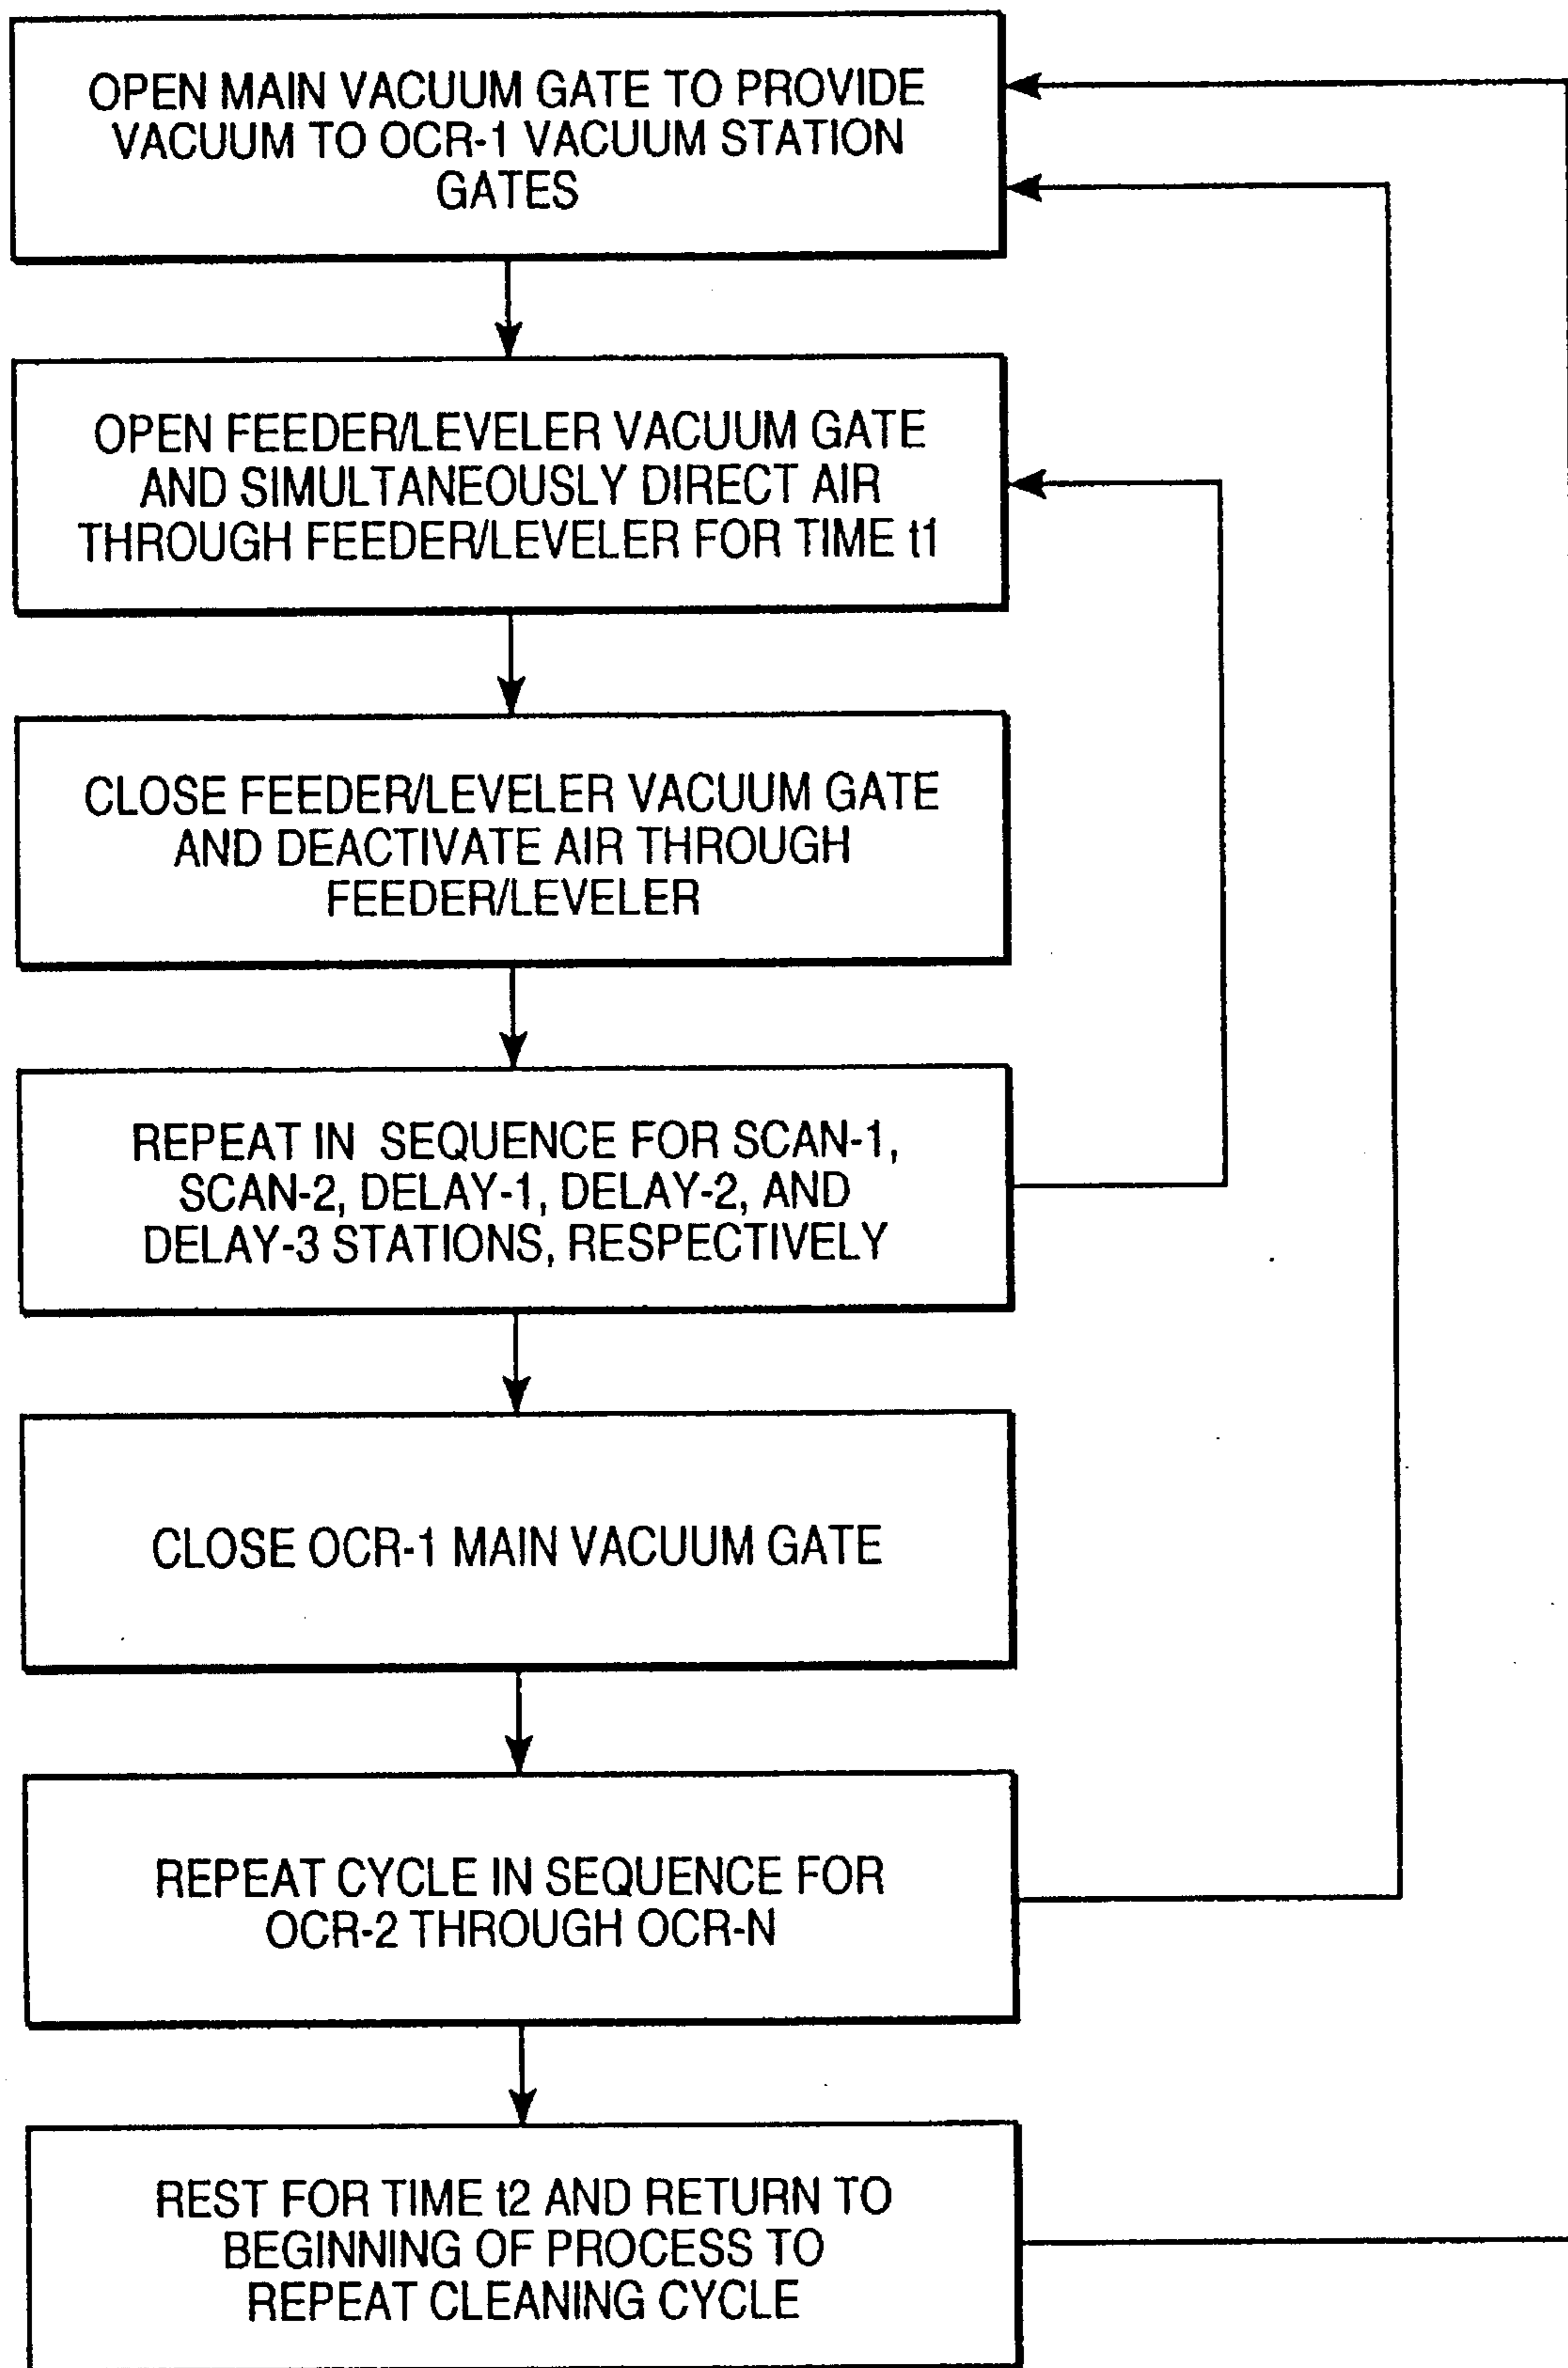 OPEN MAIN VACUUM GATE TO PROVIDE
VACUUM TO OCR-1 VACUUM STATION
GATES
OPEN FEEDER/LEVELER VACUUM GATE
AND SIMULTANEOUSLY DIRECT AIR
THROUGH FEEDER/LEVELER FOR TIME t1
CLOSE FEEDER/LEVELER VACUUM GATE
AND DEACTIVATE AIR THROUGH
FEEDER/LEVELER
REPEAT IN SEQUENCE FOR SCAN-1,
SCAN-2, DELAY-1, DELAY-2, AND
DELAY-3 STATIONS, RESPECTIVELY
CLOSE OCR-1 MAIN VACUUM GATE
REPEAT CYCLE IN SEQUENCE FOR
OCR-2 THROUGH OCR-N
REST FOR TIME t2 AND RETURN TO
BEGINNING OF PROCESS TO
REPEAT CLEANING CYCLE